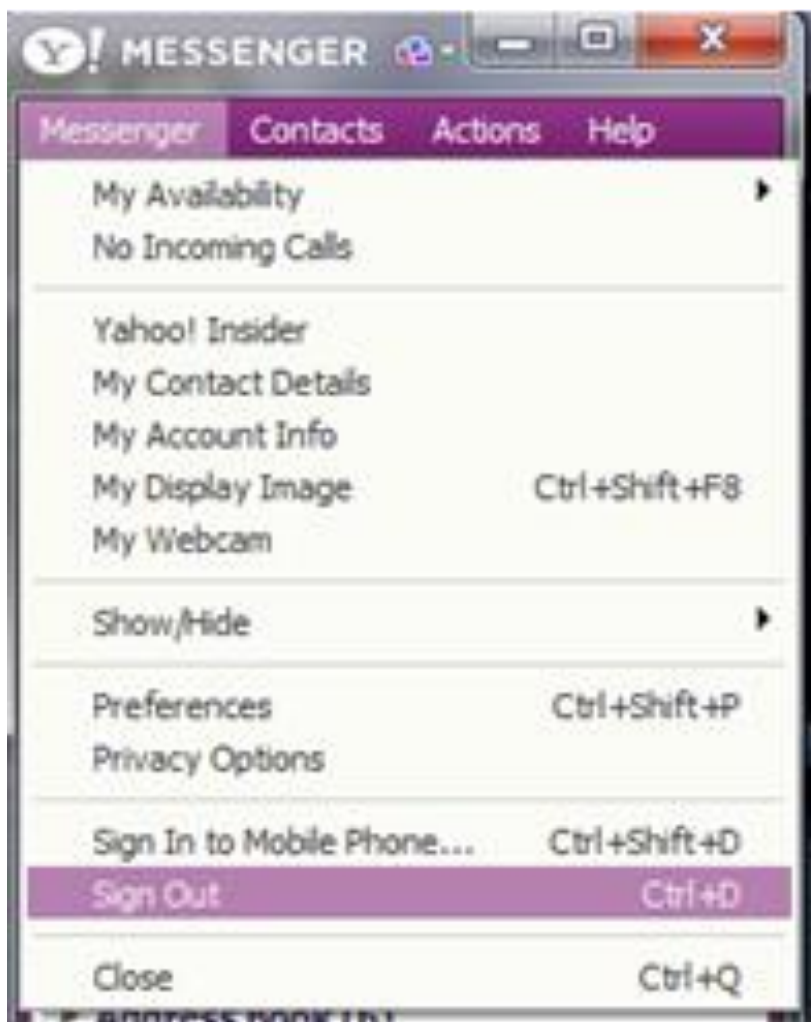 Y! MESSENGER
Messenger Contacts Actions Help
My Availability
No Incoming Calls
Yahoo! Insider
My Contact Details
My Account Info
My Display Image Ctrl+Shift+F8
My Webcam
Show/Hide
Preferences Ctrl+Shift+P
Privacy Options
Sign In to Mobile Phone... Ctrl+Shift+D
Sign Out Ctrl+D
Close Ctrl+Q
Address book